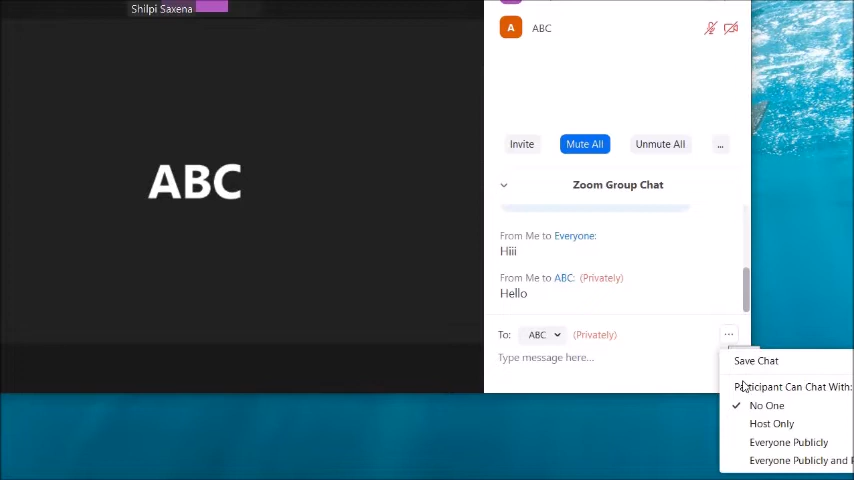 Shilpi Saxena
A ABC
ABC
Invite Mute All Unmute All ...
Zoom Group Chat
From Me to Everyone:
Hiii
From Me to ABC: (Privately)
Hello
To: ABC (Privately) ...
Type message here...
Save Chat
Participant Can Chat With:
No One
Host Only
Everyone Publicly
Everyone Publicly and